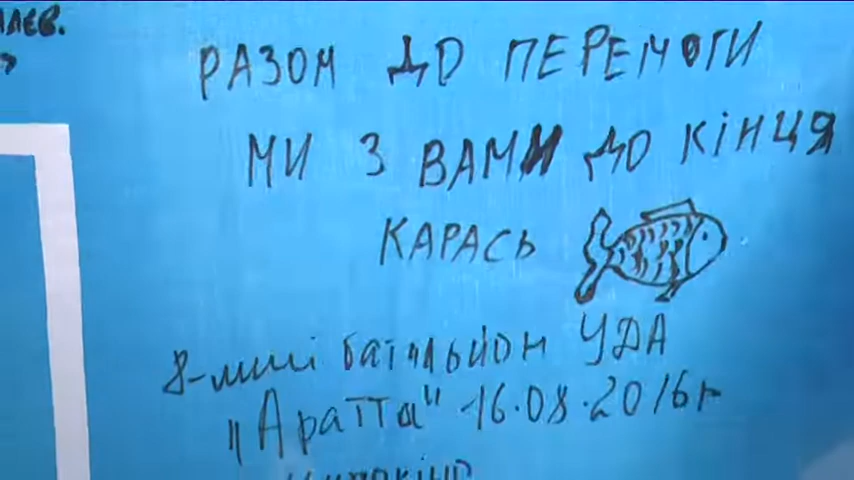 РАЗОМ ДО ПЕРЕМОГИ
МИ З ВАМИ ДО КІНЦЯ
КАРАСЬ
8-мий батальйон УДА
„Аратта" 16.08.2016г